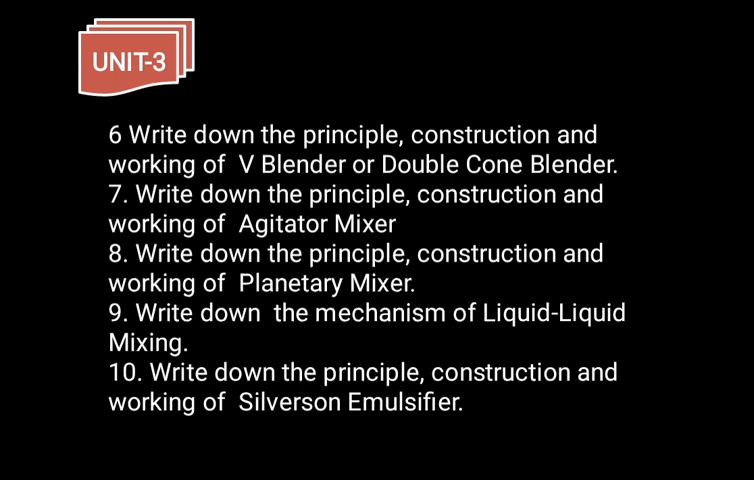 UNIT-3
6 Write down the principle, construction and
working of  V Blender or Double Cone Blender.
7. Write down the principle, construction and
working of  Agitator Mixer
8. Write down the principle, construction and
working of  Planetary Mixer.
9. Write down  the mechanism of Liquid-Liquid
Mixing.
10. Write down the principle, construction and
working of  Silverson Emulsifier.